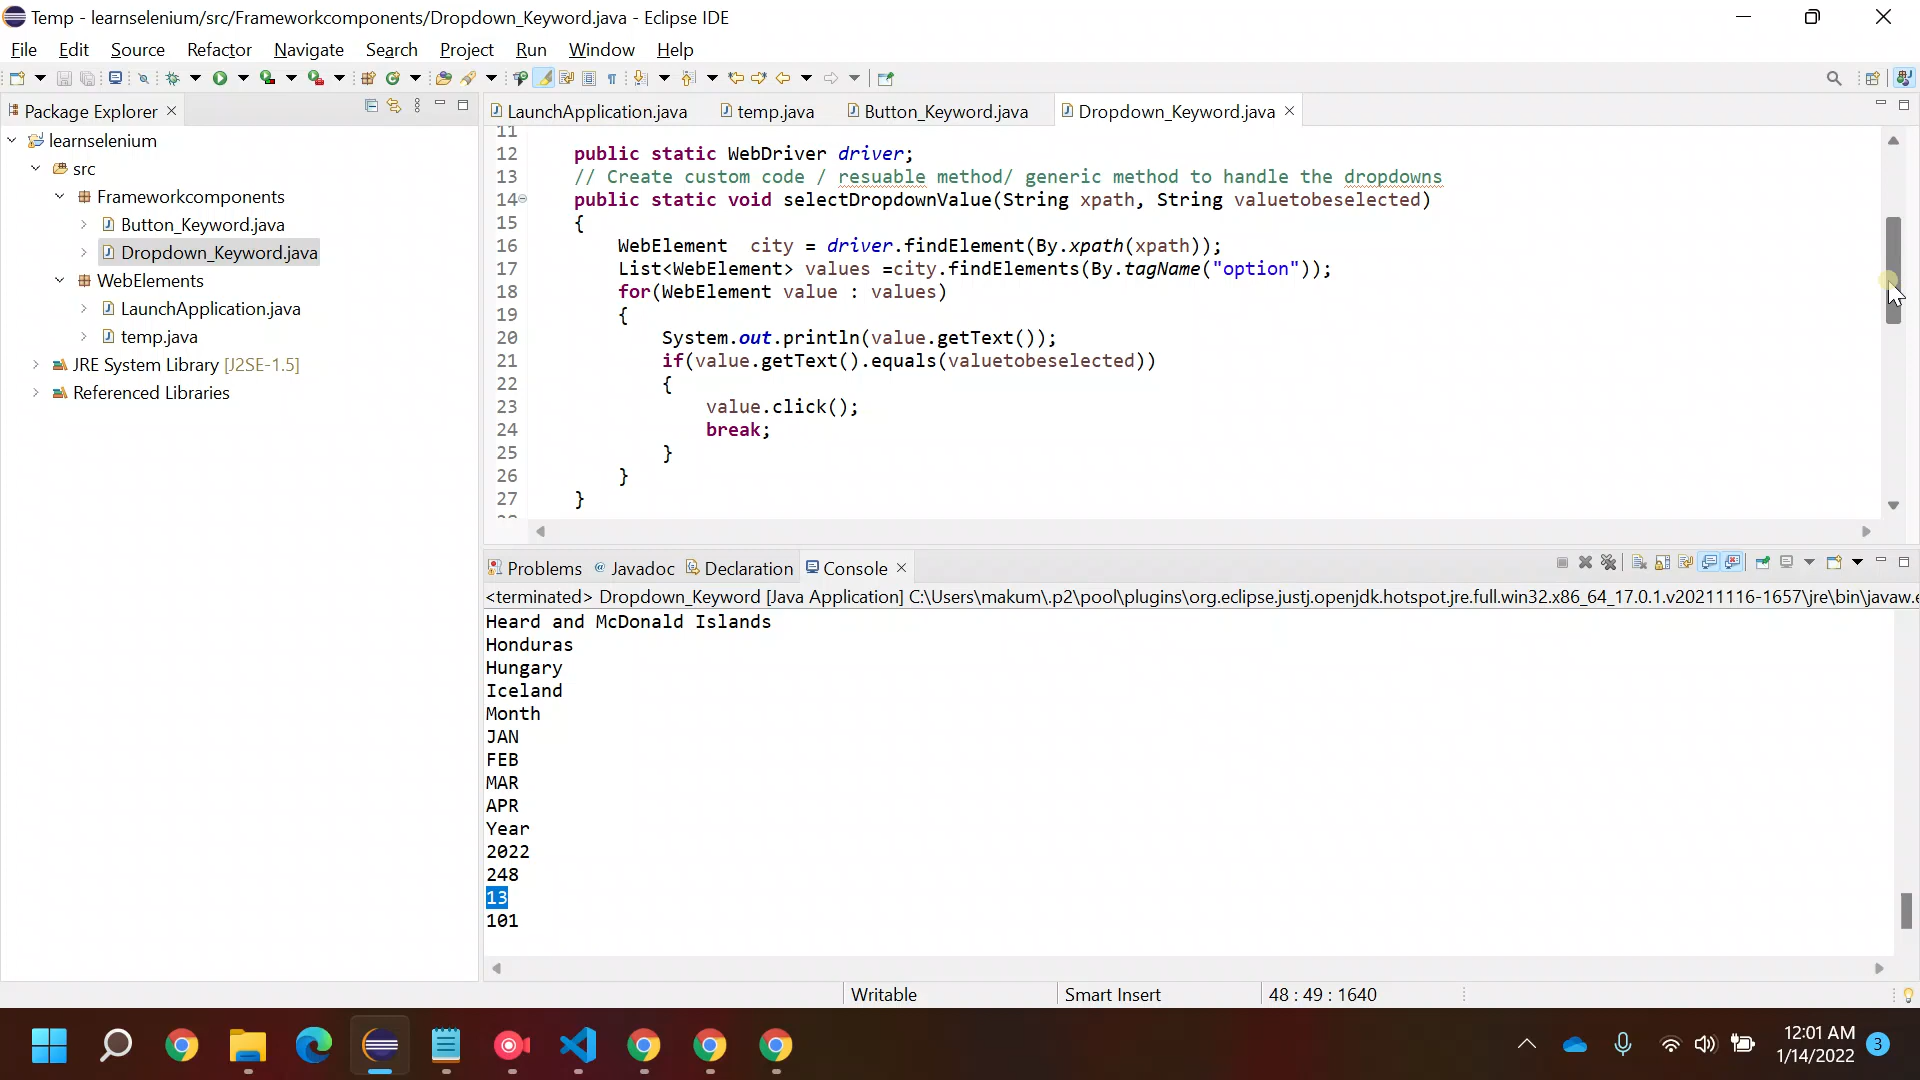 Temp - learnselenium/src/Frameworkcomponents/Dropdown_Keyword.java - Eclipse IDE
File Edit Source Refactor Navigate Search Project Run Window Help
Package Explorer
learnselenium
src
Frameworkcomponents
Button_Keyword.java
Dropdown_Keyword.java
WebElements
LaunchApplication.java
temp.java
JRE System Library [J2SE-1.5]
Referenced Libraries
LaunchApplication.java temp.java Button_Keyword.java Dropdown_Keyword.java
11
12 public static WebDriver driver;
13 // Create custom code / resuable method/ generic method to handle the dropdowns
14 public static void selectDropdownValue(String xpath, String valuetobeselected)
15 {
16 WebElement city = driver.findElement(By.xpath(xpath));
17 List<WebElement> values =city.findElements(By.tagName("option"));
18 for(WebElement value : values)
19 {
20 System.out.println(value.getText());
21 if(value.getText().equals(valuetobeselected))
22 {
23 value.click();
24 break;
25 }
26 }
27 }
Problems Javadoc Declaration Console
<terminated> Dropdown_Keyword [Java Application] C:\Users\makum\.p2\pool\plugins\org.eclipse.justj.openjdk.hotspot.jre.full.win32.x86_64_17.0.1.v20211116-1657\jre\bin\javaw.e
Heard and McDonald Islands
Honduras
Hungary
Iceland
Month
JAN
FEB
MAR
APR
Year
2022
248
13
101
Writable Smart Insert 48 : 49 : 1640
12:01 AM
1/14/2022
3